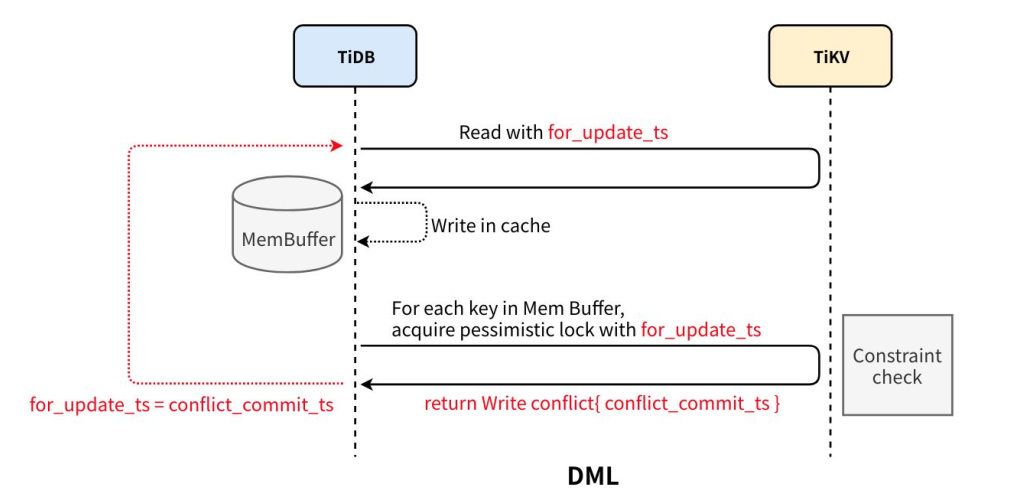 TiDB
TiKV
Read with for_update_ts
MemBuffer
Write in cache
For each key in Mem Buffer,
acquire pessimistic lock with for_update_ts
Constraint
check
for_update_ts = conflict_commit_ts
return Write conflict{ conflict_commit_ts }
DML